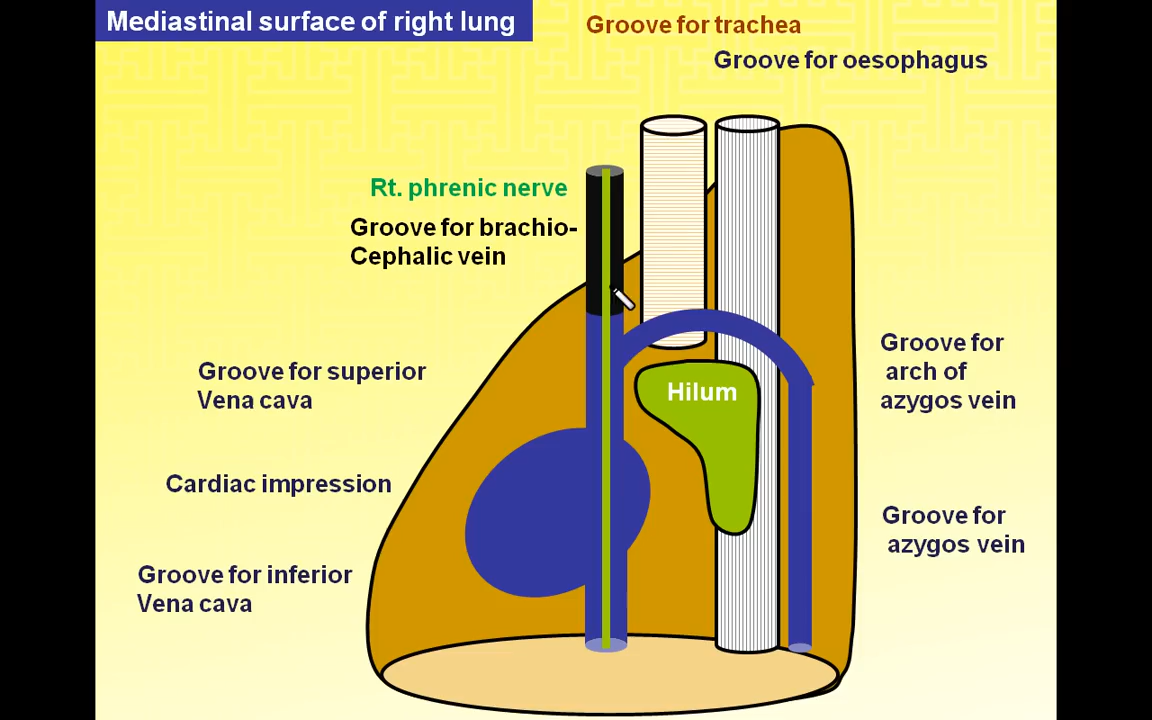 Mediastinal surface of right lung
Groove for trachea
Groove for oesophagus
Rt. phrenic nerve
Groove for brachio-
Cephalic vein
Groove for superior
Vena cava
Cardiac impression
Groove for inferior
Vena cava
Hilum
Groove for
arch of
azygos vein
Groove for
azygos vein